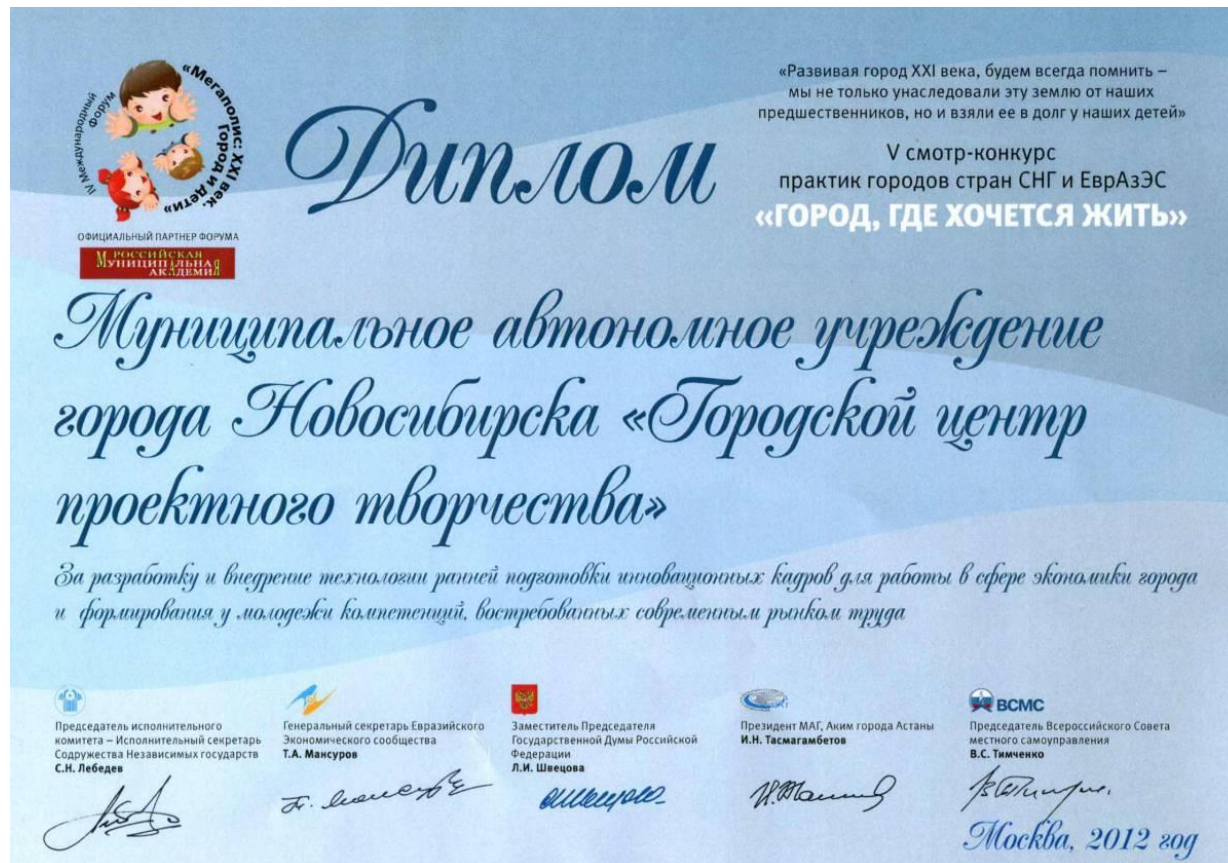 IV Международный Форум
«Мегаполис: XXI век.
Город и дети»
ОФИЦИАЛЬНЫЙ ПАРТНЕР ФОРУМА
РОССИЙСКАЯ
МУНИЦИПАЛЬНАЯ
АКАДЕМИЯ
Диплом
«Развивая город XXI века, будем всегда помнить –
мы не только унаследовали эту землю от наших
предшественников, но и взяли ее в долг у наших детей»
V смотр-конкурс
практик городов стран СНГ и ЕврАзЭС
«ГОРОД, ГДЕ ХОЧЕТСЯ ЖИТЬ»
Муниципальное автономное учреждение
города Новосибирска «Городской центр
проектного творчества»
За разработку и внедрение технологии ранней подготовки инновационных кадров для работы в сфере экономики города
и формирования у молодежи компетенций, востребованных современным рынком труда
Председатель исполнительного
комитета – Исполнительный секретарь
Содружества Независимых государств
С.Н. Лебедев
Генеральный секретарь Евразийского
Экономического сообщества
Т.А. Мансуров
Заместитель Председателя
Государственной Думы Российской
Федерации
Л.И. Швецова
Президент МАГ, Аким города Астаны
И.Н. Тасмагамбетов
ВСМС
Председатель Всероссийского Совета
местного самоуправления
В.С. Тимченко
Москва, 2012 год